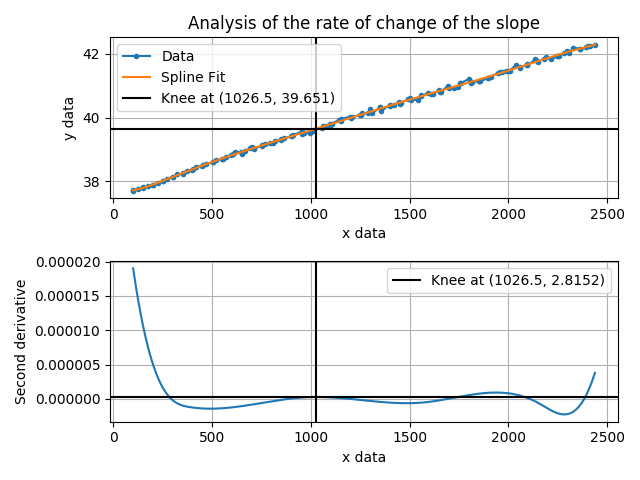 Analysis of the rate of change of the slope
Data
Spline Fit
Knee at (1026.5, 39.651)
y data
42
40
38
0 500 1000 1500 2000 2500
x data
Knee at (1026.5, 2.8152)
Second derivative
0.000020
0.000015
0.000010
0.000005
0.000000
0 500 1000 1500 2000 2500
x data